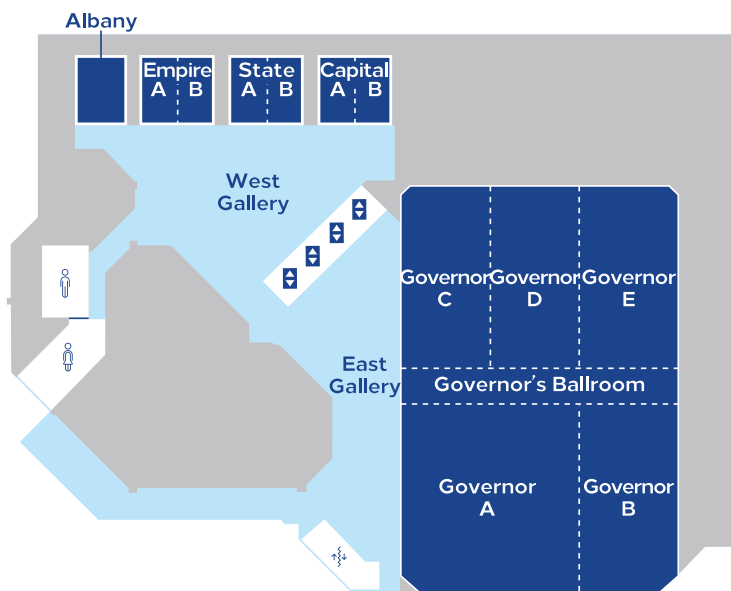 Albany
Empire
A B
State
A B
Capital
A B
West
Gallery
Governor
C
Governor
D
Governor
E
East
Gallery
Governor's Ballroom
Governor
A
Governor
B